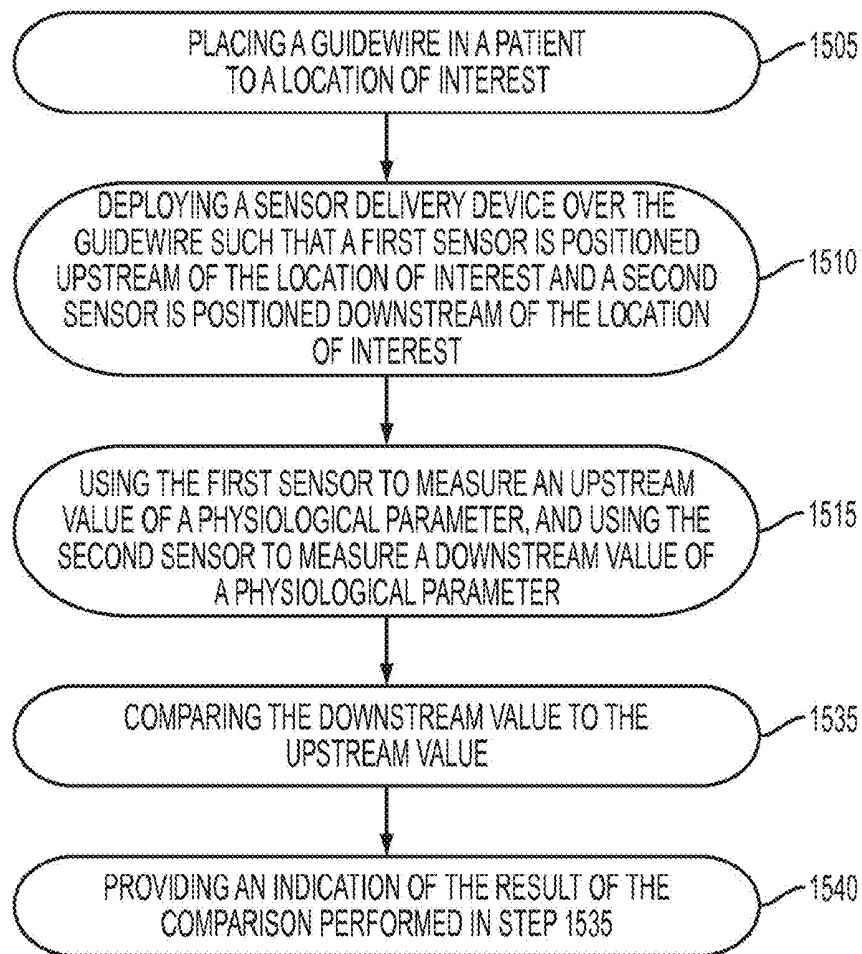 PLACING A GUIDEWIRE IN A PATIENT
TO A LOCATION OF INTEREST
1505
DEPLOYING A SENSOR DELIVERY DEVICE OVER THE
GUIDEWIRE SUCH THAT A FIRST SENSOR IS POSITIONED
UPSTREAM OF THE LOCATION OF INTEREST AND A SECOND
SENSOR IS POSITIONED DOWNSTREAM OF THE LOCATION
OF INTEREST
1510
USING THE FIRST SENSOR TO MEASURE AN UPSTREAM
VALUE OF A PHYSIOLOGICAL PARAMETER, AND USING THE
SECOND SENSOR TO MEASURE A DOWNSTREAM VALUE OF
A PHYSIOLOGICAL PARAMETER
1515
COMPARING THE DOWNSTREAM VALUE TO THE
UPSTREAM VALUE
1535
PROVIDING AN INDICATION OF THE RESULT OF THE
COMPARISON PERFORMED IN STEP 1535
1540